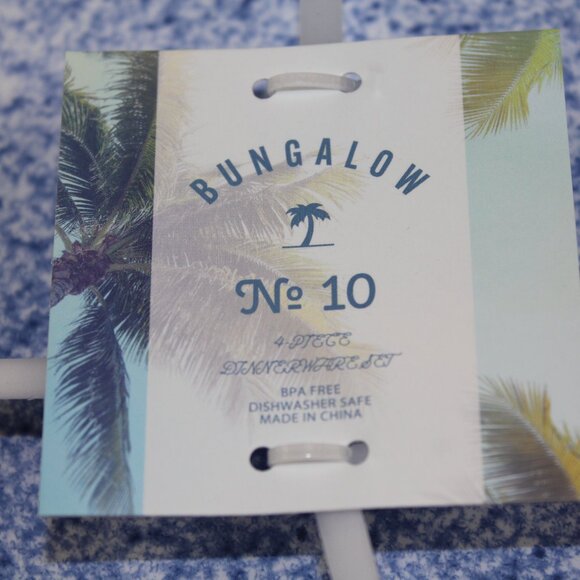 BUNGALOW
№ 10
4-PIECE
DINNERWARE SET
BPA FREE
DISHWASHER SAFE
MADE IN CHINA